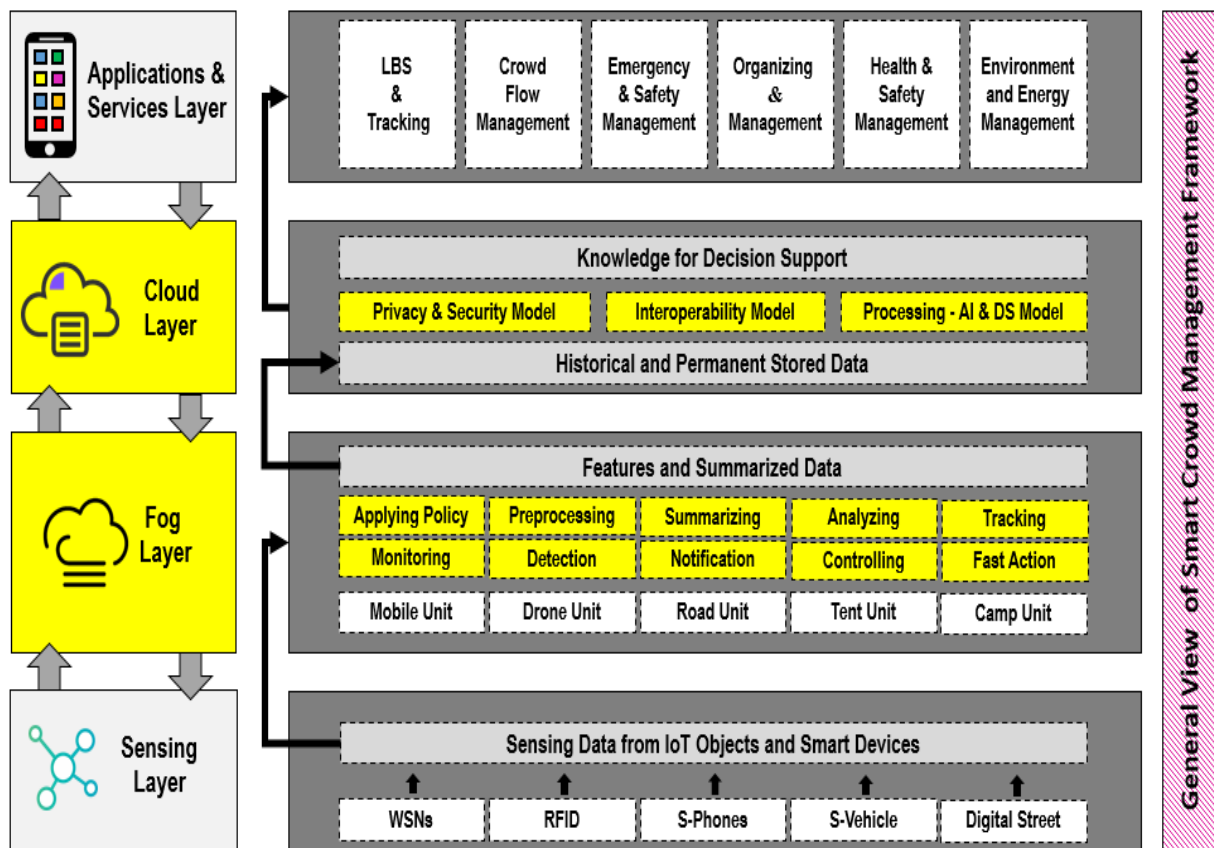 Applications &
Services Layer
LBS
&
Tracking
Crowd
Flow
Management
Emergency
& Safety
Management
Organizing
&
Management
Health &
Safety
Management
Environment
and Energy
Management
Cloud
Layer
Knowledge for Decision Support
Privacy & Security Model
Interoperability Model
Processing - AI & DS Model
Historical and Permanent Stored Data
Fog
Layer
Features and Summarized Data
Applying Policy
Preprocessing
Summarizing
Analyzing
Tracking
Monitoring
Detection
Notification
Controlling
Fast Action
Mobile Unit
Drone Unit
Road Unit
Tent Unit
Camp Unit
Sensing
Layer
Sensing Data from IoT Objects and Smart Devices
WSNs
RFID
S-Phones
S-Vehicle
Digital Street
General View of Smart Crowd Management Framework